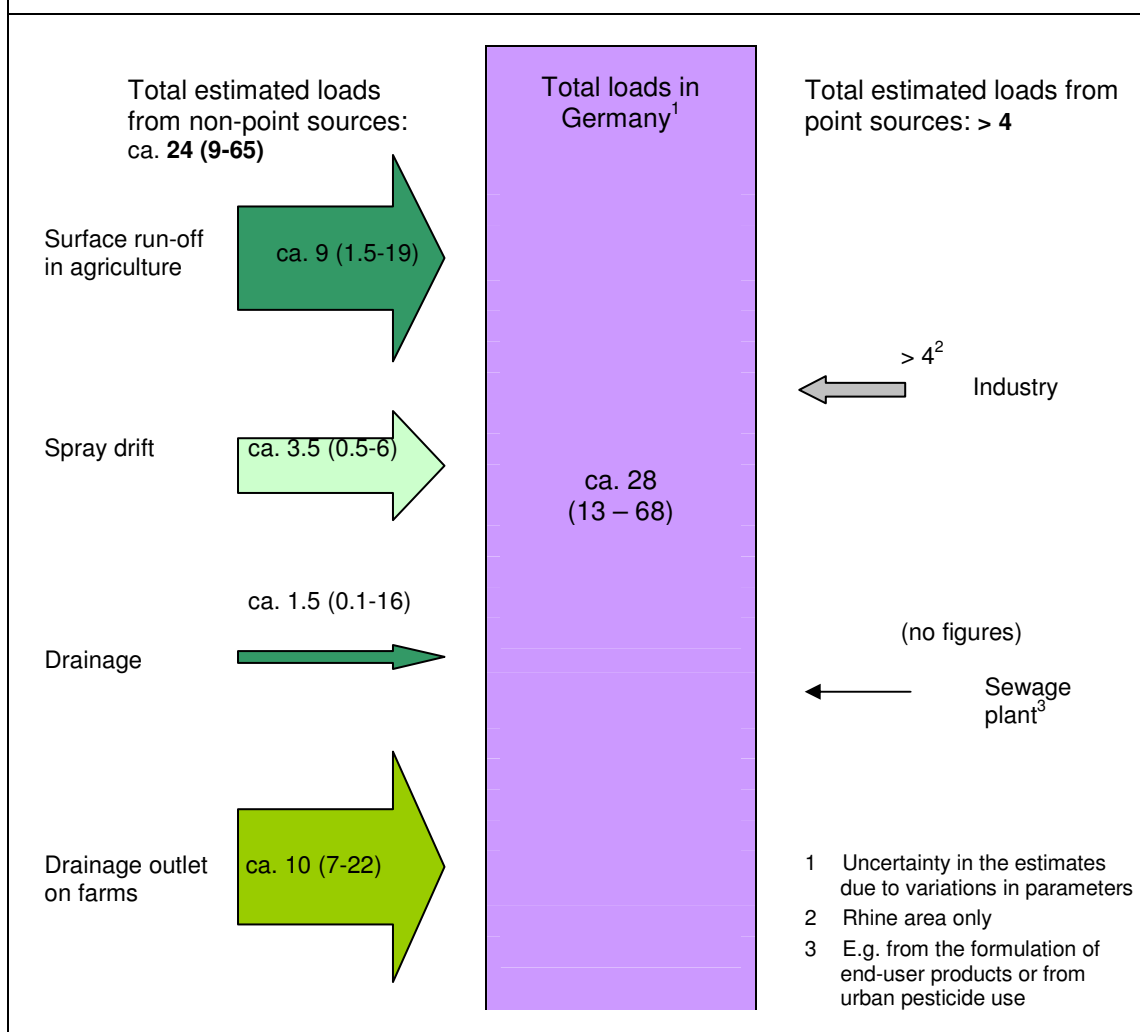 Total estimated loads
from non-point sources:
ca. 24 (9-65)
Total loads in
Germany1
Total estimated loads from
point sources: > 4
Surface run-off
in agriculture
ca. 9 (1.5-19)
> 42
Industry
Spray drift
ca. 3.5 (0.5-6)
ca. 28
(13 – 68)
ca. 1.5 (0.1-16)
Drainage
(no figures)
Sewage
plant3
Drainage outlet
on farms
ca. 10 (7-22)
1 Uncertainty in the estimates
due to variations in parameters
2 Rhine area only
3 E.g. from the formulation of
end-user products or from
urban pesticide use